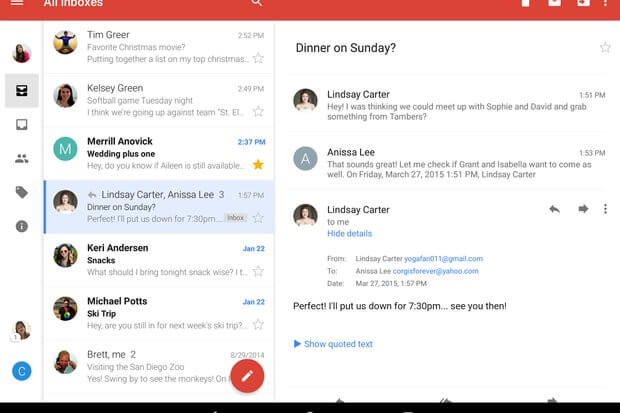 All Inboxes
Tim Greer 2:52 PM
Favorite Christmas movie?
Putting together a list on my top christmas...
Kelsey Green 2:49 PM
Softball game Tuesday night
I think we're going up against team "St. El...
M
Merrill Anovick 2:37 PM
Wedding plus one
Hey, do you know if Aileen is still available...
Lindsay Carter, Anissa Lee 3 1:57 PM
Dinner on Sunday?
Perfect! I'll put us down for 7:30pm... Inbox
Keri Andersen Jan 22
Snacks
What should I bring tonight snack wise? I t...
Michael Potts Jan 22
Ski Trip
Hey, are you still in for next week's ski trip?...
Brett, me 2 8/29/2014
Visiting the San Diego Zoo
Yes! Swing by to see the monkeys! On
1
C
Dinner on Sunday?
Lindsay Carter 1:51 PM
Hey! I was thinking we could meet up with Sophie and David and grab
something from Tambers?
A
Anissa Lee 1:53 PM
That sounds great! Let me check if Grant and Isabella want to come as
well. On Friday, March 27, 2015 1:51 PM, Lindsay Carter
Lindsay Carter
to me
Hide details
From: Lindsay Carter yogafan011@gmail.com
To: Anissa Lee corgisforever@yahoo.com
Date: Mar 27, 2015, 1:57 PM
Perfect! I'll put us down for 7:30pm... see you then!
Show quoted text